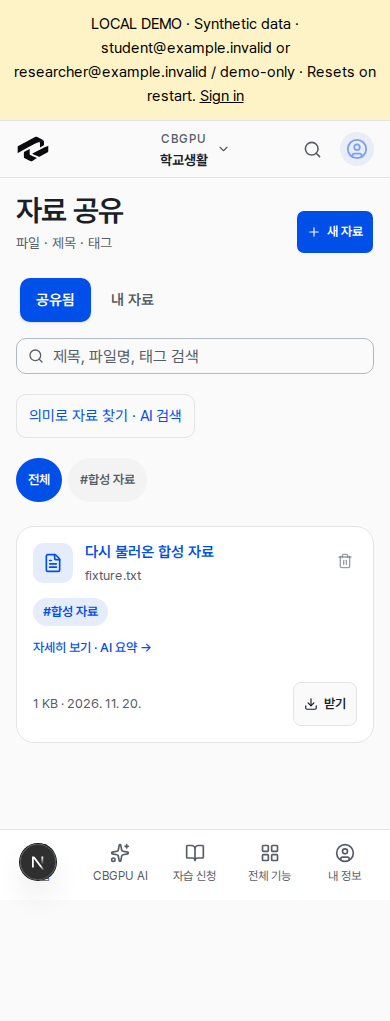 LOCAL DEMO · Synthetic data ·
student@example.invalid or
researcher@example.invalid / demo-only · Resets on
restart. Sign in
CBGPU
학교생활
자료 공유
파일 · 제목 · 태그
새 자료
공유됨
내 자료
제목, 파일명, 태그 검색
의미로 자료 찾기 · AI 검색
전체
#합성 자료
다시 불러온 합성 자료
fixture.txt
#합성 자료
자세히 보기 · AI 요약 →
1 KB · 2026. 11. 20.
받기
N
CBGPU AI
자습 신청
전체 기능
내 정보